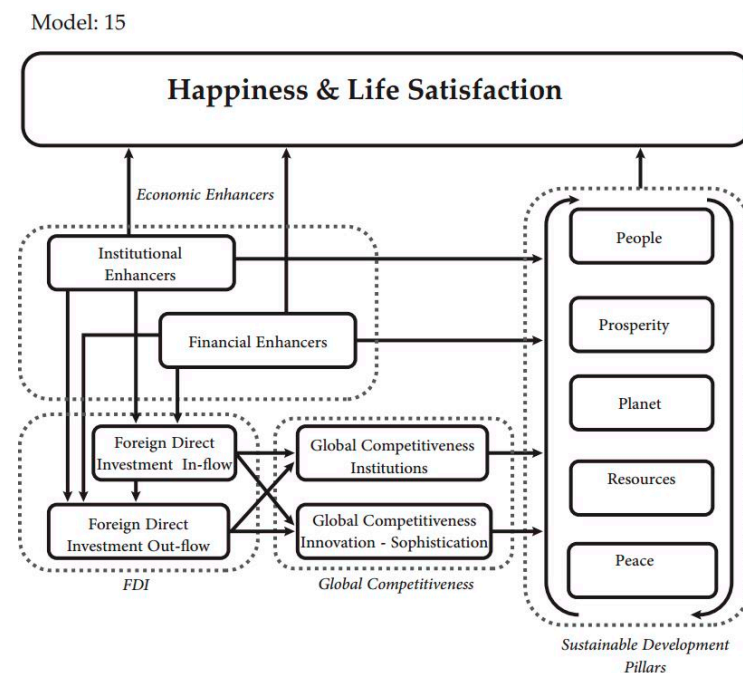 Model: 15
Happiness & Life Satisfaction
Economic Enhancers
Institutional
Enhancers
Financial Enhancers
People
Prosperity
Planet
Resources
Peace
Foreign Direct
Investment In-flow
Foreign Direct
Investment Out-flow
FDI
Global Competitiveness
Institutions
Global Competitiveness
Innovation - Sophistication
Global Competitiveness
Sustainable Development
Pillars